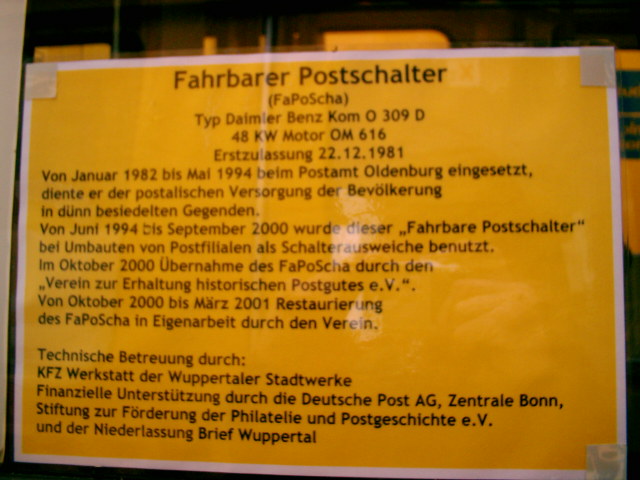 Fahrbarer Postschalter
(FaPoScha)
Typ Daimler Benz Kom O 309 D
48 KW Motor OM 616
Erstzulassung 22.12.1981
Von Januar 1982 bis Mai 1994 beim Postamt Oldenburg eingesetzt,
diente er der postalischen Versorgung der Bevölkerung
in dünn besiedelten Gegenden.
Von Juni 1994 bis September 2000 wurde dieser „Fahrbare Postschalter“
bei Umbauten von Postfilialen als Schalterausweiche benutzt.
Im Oktober 2000 Übernahme des FaPoScha durch den
„Verein zur Erhaltung historischen Postgutes e.V.“.
Von Oktober 2000 bis März 2001 Restaurierung
des FaPoScha in Eigenarbeit durch den Verein.
Technische Betreuung durch:
KFZ Werkstatt der Wuppertaler Stadtwerke
Finanzielle Unterstützung durch die Deutsche Post AG, Zentrale Bonn,
Stiftung zur Förderung der Philatelie und Postgeschichte e.V.
und der Niederlassung Brief Wuppertal